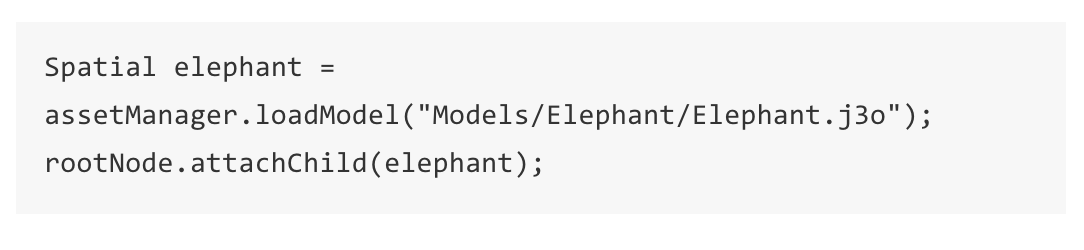 Spatial elephant =
assetManager.loadModel("Models/Elephant/Elephant.j3o");
rootNode.attachChild(elephant);